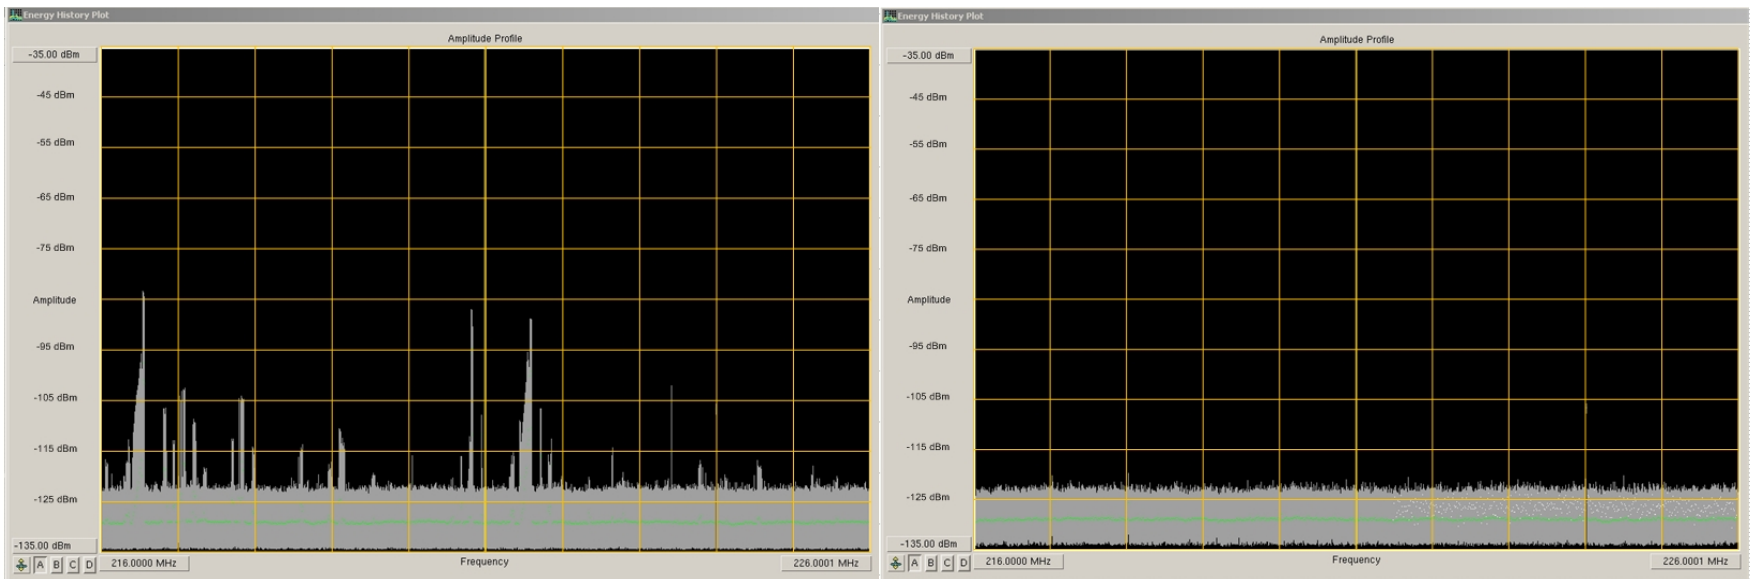 Energy History Plot
Amplitude Profile
-35.00 dBm
-45 dBm
-55 dBm
-65 dBm
-75 dBm
Amplitude
-95 dBm
-105 dBm
-115 dBm
-125 dBm
-135.00 dBm
A B C D
216.0000 MHz
Frequency
226.0001 MHz
Energy History Plot
Amplitude Profile
-35.00 dBm
-45 dBm
-55 dBm
-65 dBm
-75 dBm
Amplitude
-95 dBm
-105 dBm
-115 dBm
-125 dBm
-135.00 dBm
A B C D
216.0000 MHz
Frequency
226.0001 MHz